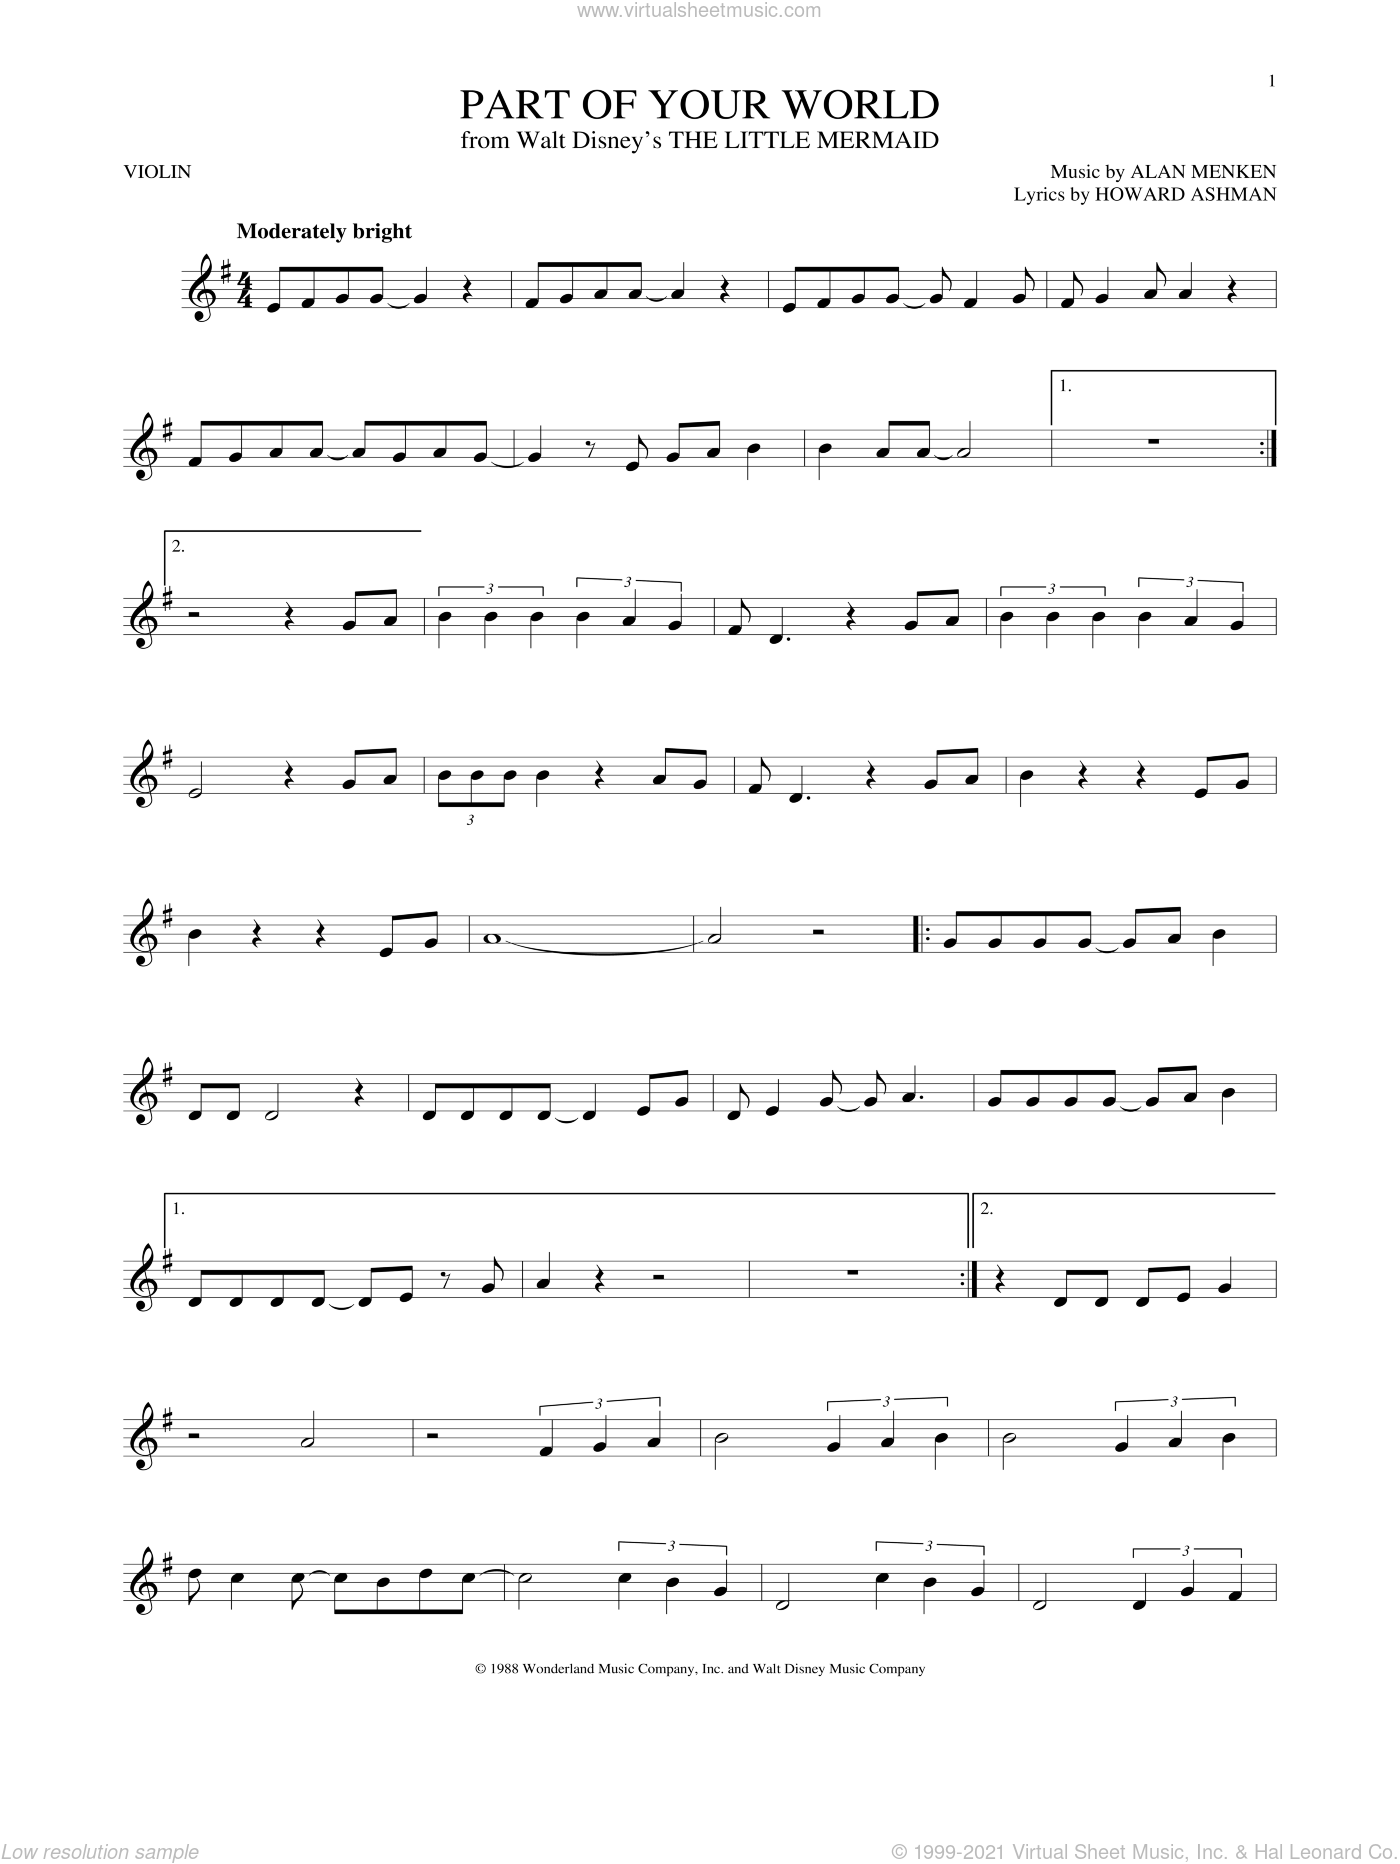 www.virtualsheetmusic.com
1
PART OF YOUR WORLD
from Walt Disney's THE LITTLE MERMAID
VIOLIN
Music by ALAN MENKEN
Lyrics by HOWARD ASHMAN
Moderately bright
4
4
1.
2.
3 3 3 3
3
1. 2.
3 3 3
3 3 3
© 1988 Wonderland Music Company, Inc. and Walt Disney Music Company
Low resolution sample
© 1999-2021 Virtual Sheet Music, Inc. & Hal Leonard Co.